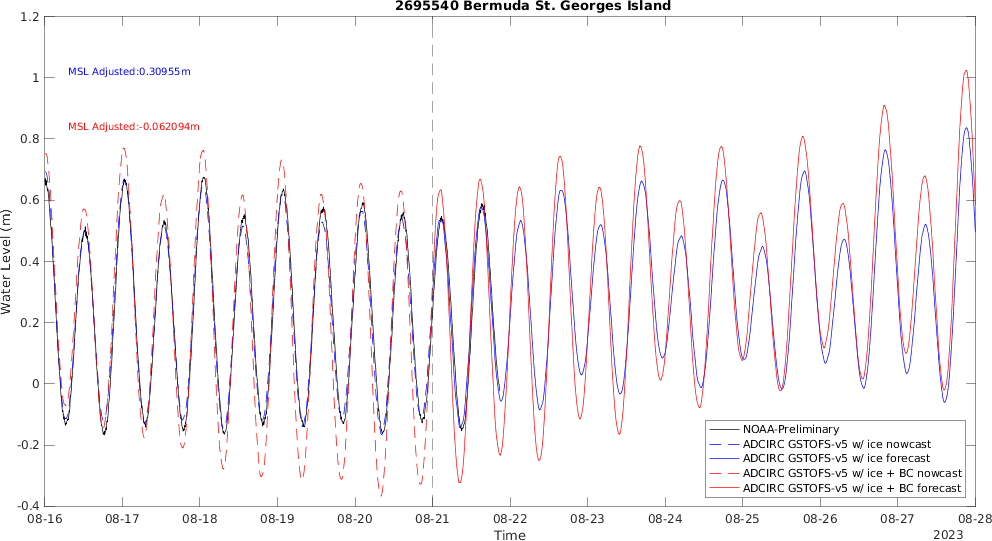 2695540 Bermuda St. Georges Island
1.2
1
0.8
0.6
0.4
0.2
0
-0.2
-0.4
Water Level (m)
MSL Adjusted:0.30955m
MSL Adjusted:-0.062094m
NOAA-Preliminary
ADCIRC GSTOFS-v5 w/ ice nowcast
ADCIRC GSTOFS-v5 w/ ice forecast
ADCIRC GSTOFS-v5 w/ ice + BC nowcast
ADCIRC GSTOFS-v5 w/ ice + BC forecast
08-16 08-17 08-18 08-19 08-20 08-21 08-22 08-23 08-24 08-25 08-26 08-27 08-28
Time
2023